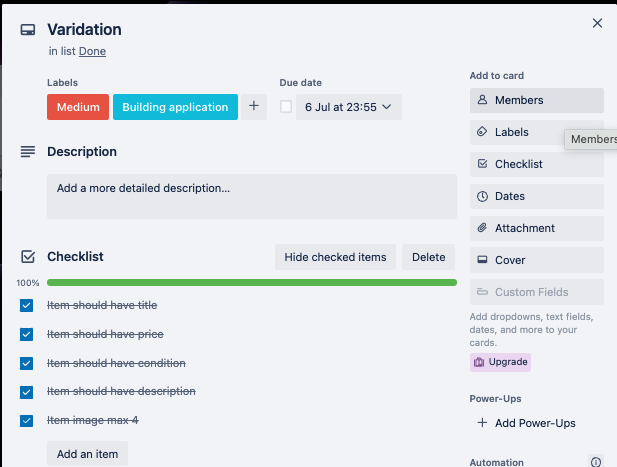 Varidation
in list Done
Labels
Medium
Building application
+
Due date
6 Jul at 23:55
Description
Add a more detailed description...
Checklist
Hide checked items
Delete
100%
Item should have title
Item should have price
Item should have condition
Item should have description
Item image max 4
Add an item
Add to card
Members
Labels
Members
Checklist
Dates
Attachment
Cover
Custom Fields
Add dropdowns, text fields,
dates, and more to your
cards.
Upgrade
Power-Ups
+ Add Power-Ups
Automation